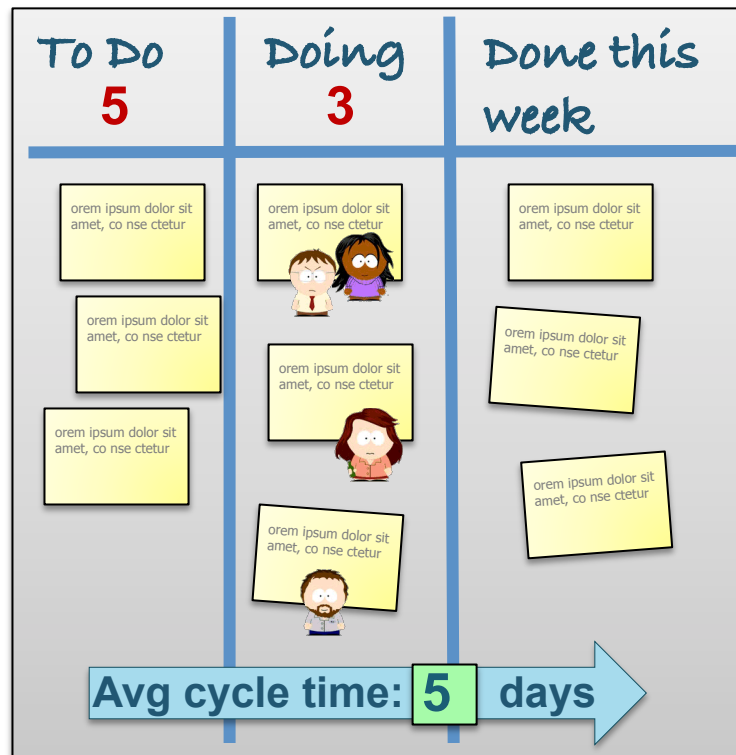 To Do
5
Doing
3
Done this
week
orem ipsum dolor sit
amet, co nse ctetur
orem ipsum dolor sit
amet, co nse ctetur
orem ipsum dolor sit
amet, co nse ctetur
orem ipsum dolor sit
amet, co nse ctetur
orem ipsum dolor sit
amet, co nse ctetur
orem ipsum dolor sit
amet, co nse ctetur
orem ipsum dolor sit
amet, co nse ctetur
orem ipsum dolor sit
amet, co nse ctetur
orem ipsum dolor sit
amet, co nse ctetur
Avg cycle time: 5 days